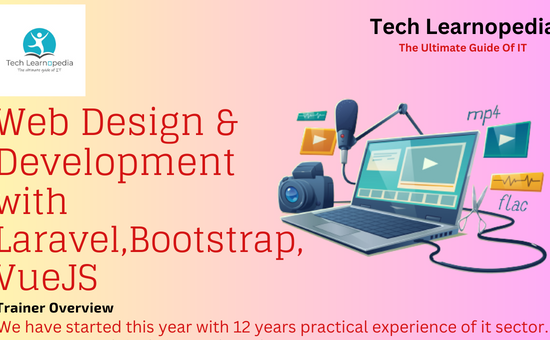 Tech Learnopedia
The Ultimate Guide Of IT
Tech Learnopedia
The ultimate guide of IT
Web Design &
Development
with
Laravel,Bootstrap,
VueJS
mp4
flac
Trainer Overview
We have started this year with 12 years practical experience of it sector.